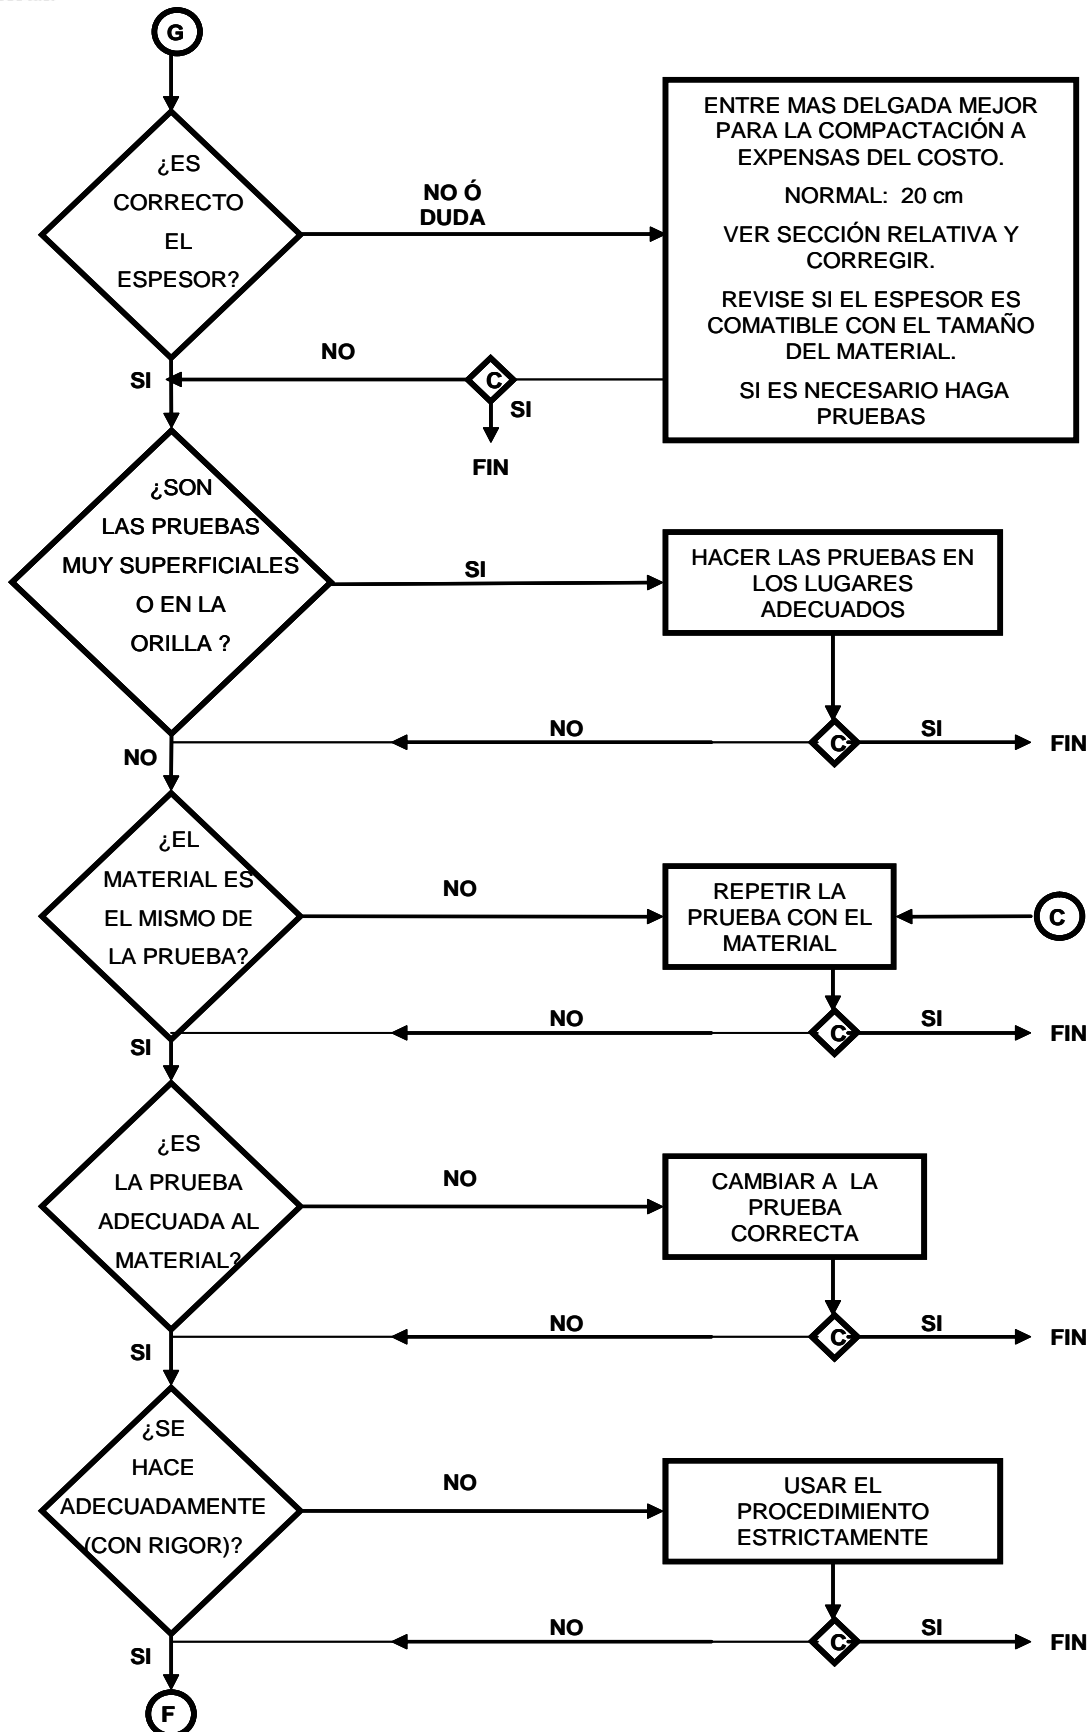 G
¿ES
CORRECTO
EL
ESPESOR?
NO Ó
DUDA
ENTRE MAS DELGADA MEJOR
PARA LA COMPACTACIÓN A
EXPENSAS DEL COSTO.
NORMAL: 20 cm
VER SECCIÓN RELATIVA Y
CORREGIR.
REVISE SI EL ESPESOR ES
COMATIBLE CON EL TAMAÑO
DEL MATERIAL.
SI ES NECESARIO HAGA
PRUEBAS
SI
NO
C
SI
FIN
¿SON
LAS PRUEBAS
MUY SUPERFICIALES
O EN LA
ORILLA ?
SI
HACER LAS PRUEBAS EN
LOS LUGARES
ADECUADOS
NO
NO
C
SI
FIN
¿EL
MATERIAL ES
EL MISMO DE
LA PRUEBA?
NO
REPETIR LA
PRUEBA CON EL
MATERIAL
C
SI
NO
C
SI
FIN
¿ES
LA PRUEBA
ADECUADA AL
MATERIAL?
NO
CAMBIAR A LA
PRUEBA
CORRECTA
SI
NO
C
SI
FIN
¿SE
HACE
ADECUADAMENTE
(CON RIGOR)?
NO
USAR EL
PROCEDIMIENTO
ESTRICTAMENTE
SI
NO
C
SI
FIN
F